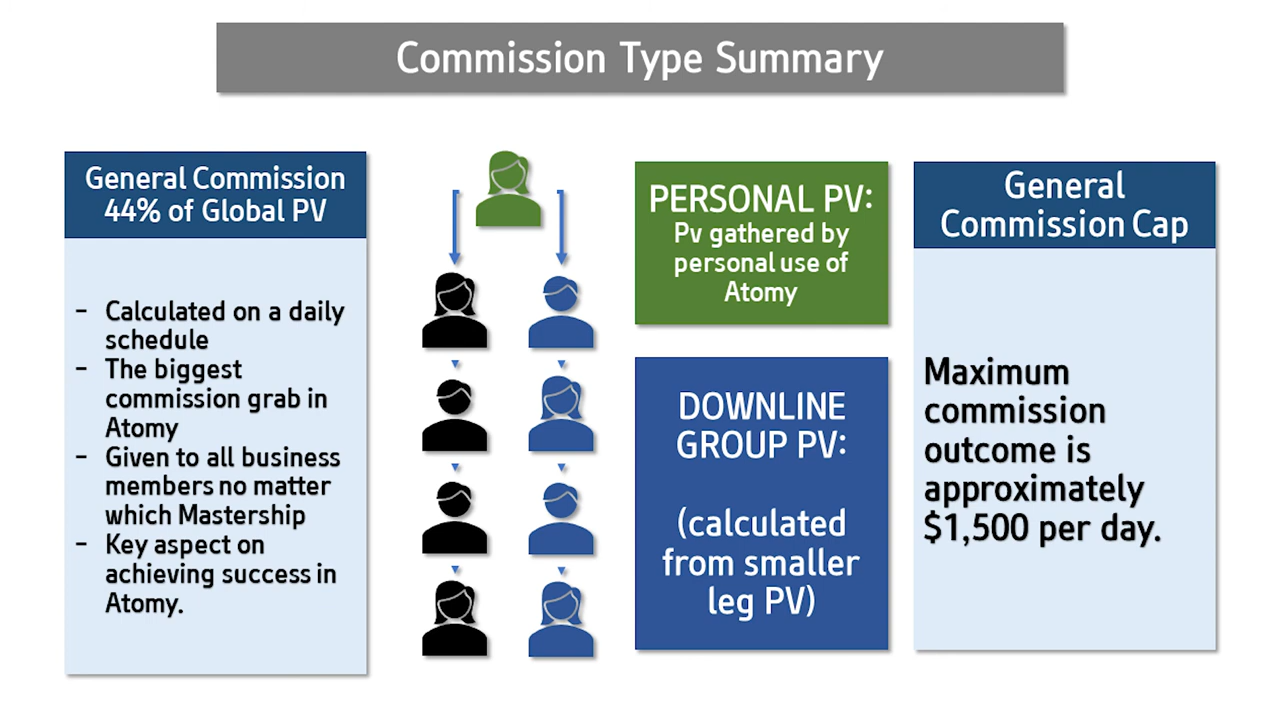 Commission Type Summary
General Commission
44% of Global PV
- Calculated on a daily
schedule
- The biggest
commission grab in
Atomy
- Given to all business
members no matter
which Mastership
- Key aspect on
achieving success in
Atomy.
PERSONAL PV:
Pv gathered by
personal use of
Atomy
DOWNLINE
GROUP PV:
(calculated
from smaller
leg PV)
General
Commission Cap
Maximum
commission
outcome is
approximately
$1,500 per day.